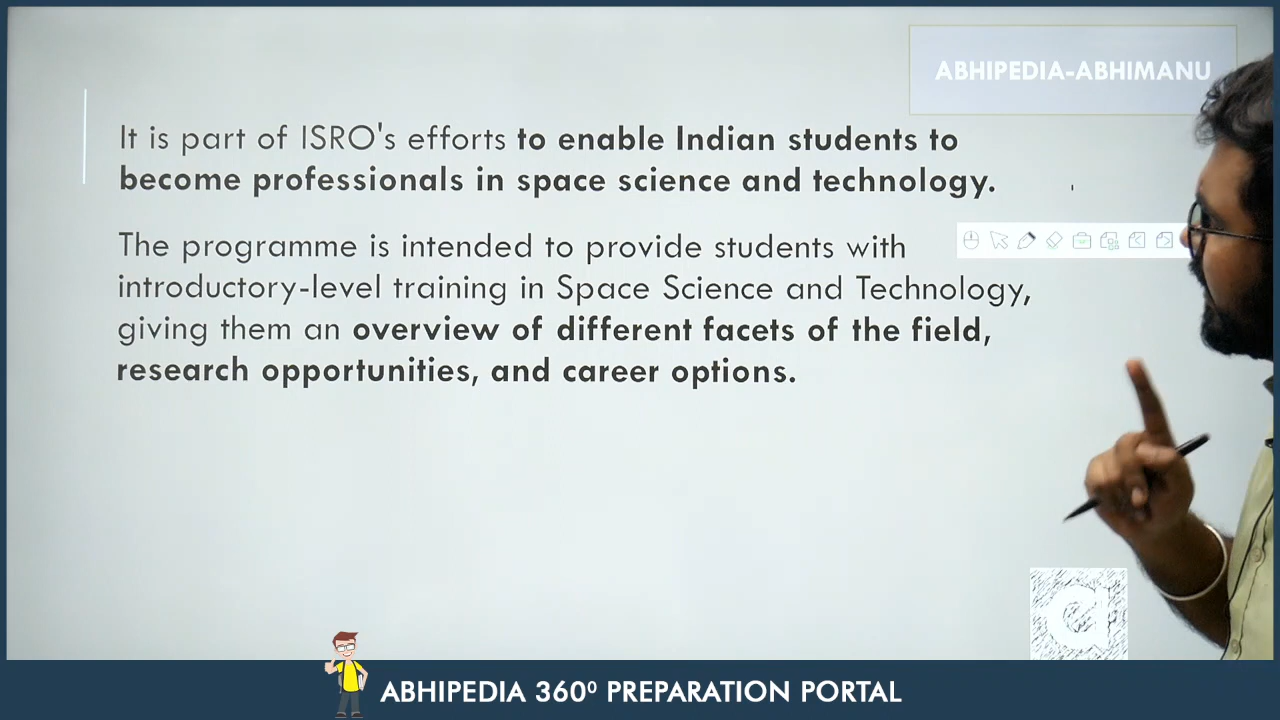 ABHIPEDIA-ABHIMANU
It is part of ISRO's efforts to enable Indian students to
become professionals in space science and technology.
The programme is intended to provide students with
introductory-level training in Space Science and Technology,
giving them an overview of different facets of the field,
research opportunities, and career options.
a
ABHIPEDIA 360⁰ PREPARATION PORTAL